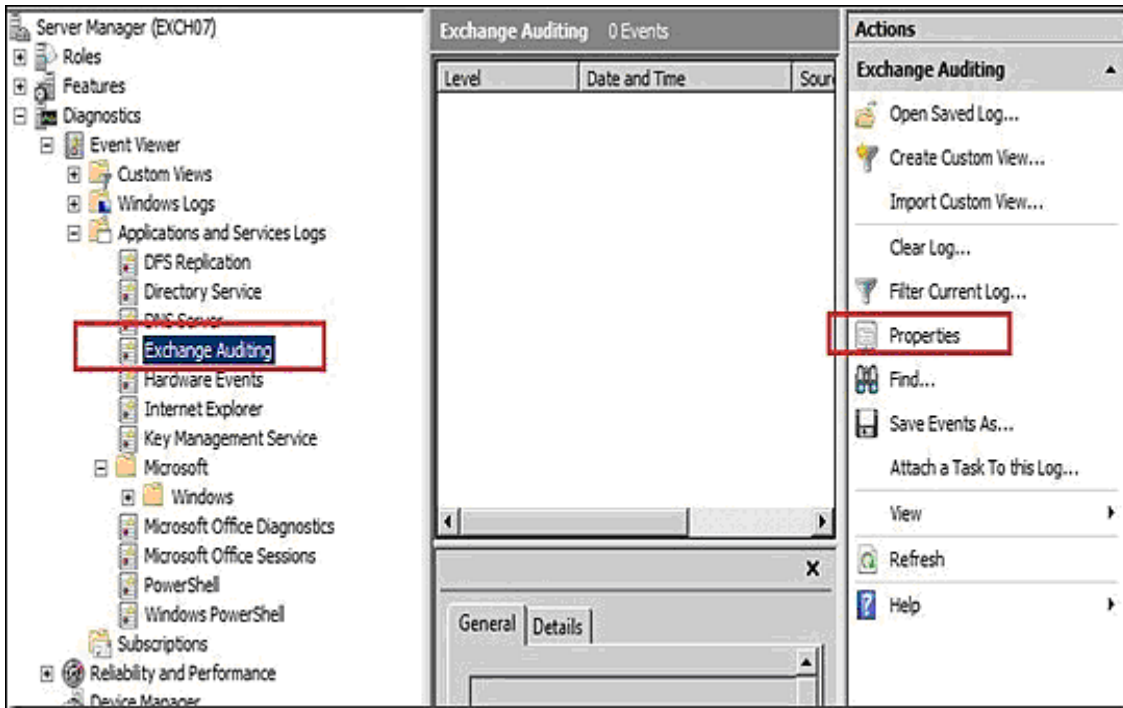 Server Manager (EXCH07)
Roles
Features
Diagnostics
Event Viewer
Custom Views
Windows Logs
Applications and Services Logs
DFS Replication
Directory Service
DNS Server
Exchange Auditing
Hardware Events
Internet Explorer
Key Management Service
Microsoft
Windows
Microsoft Office Diagnostics
Microsoft Office Sessions
PowerShell
Windows PowerShell
Subscriptions
Reliability and Performance
Device Manager
Exchange Auditing 0 Events
Level Date and Time Sour
General Details
Actions
Exchange Auditing
Open Saved Log...
Create Custom View...
Import Custom View...
Clear Log...
Filter Current Log...
Properties
Find...
Save Events As...
Attach a Task To this Log...
View
Refresh
Help